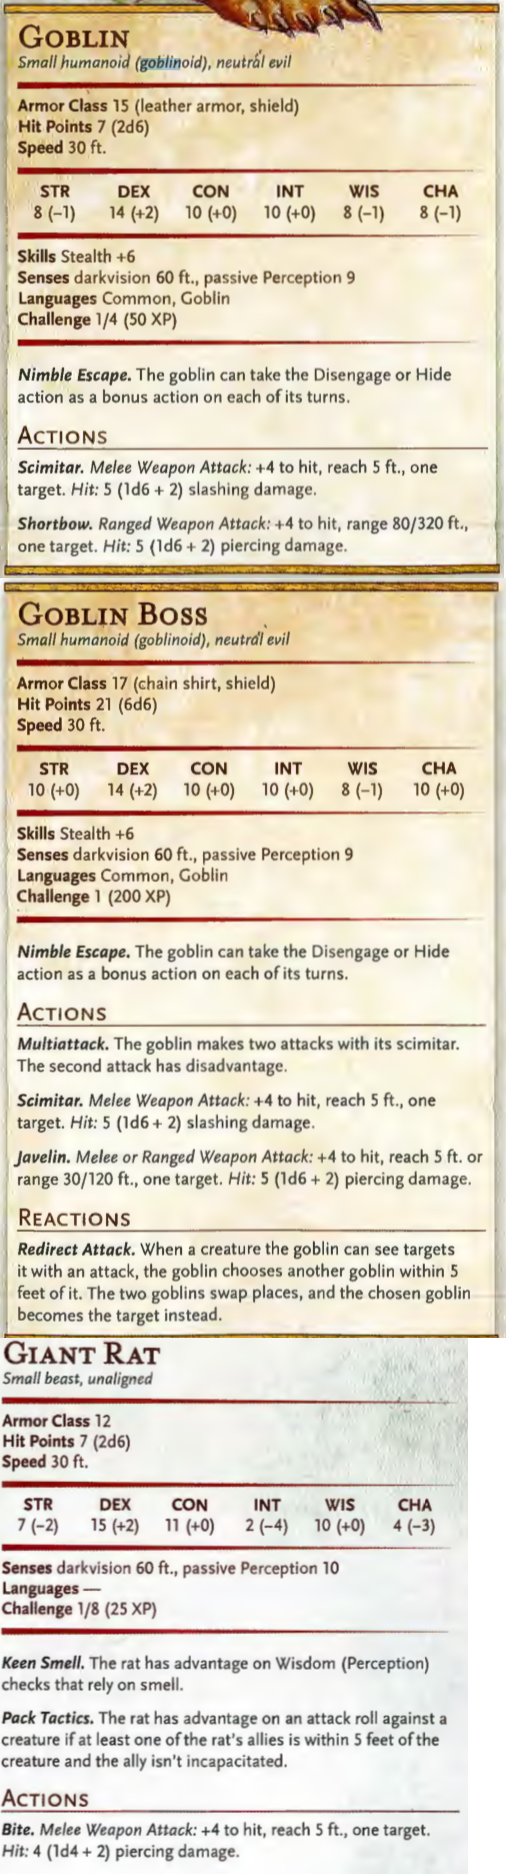 GOBLIN
Small humanoid (goblinoid), neutral evil
Armor Class 15 (leather armor, shield)
Hit Points 7 (2d6)
Speed 30 ft.
STR DEX CON INT WIS CHA
8 (–1) 14 (+2) 10 (+0) 10 (+0) 8 (–1) 8 (–1)
Skills Stealth +6
Senses darkvision 60 ft., passive Perception 9
Languages Common, Goblin
Challenge 1/4 (50 XP)
Nimble Escape. The goblin can take the Disengage or Hide
action as a bonus action on each of its turns.
ACTIONS
Scimitar. Melee Weapon Attack: +4 to hit, reach 5 ft., one
target. Hit: 5 (1d6 + 2) slashing damage.
Shortbow. Ranged Weapon Attack: +4 to hit, range 80/320 ft.,
one target. Hit: 5 (1d6 + 2) piercing damage.
GOBLIN BOSS
Small humanoid (goblinoid), neutral evil
Armor Class 17 (chain shirt, shield)
Hit Points 21 (6d6)
Speed 30 ft.
STR DEX CON INT WIS CHA
10 (+0) 14 (+2) 10 (+0) 10 (+0) 8 (–1) 10 (+0)
Skills Stealth +6
Senses darkvision 60 ft., passive Perception 9
Languages Common, Goblin
Challenge 1 (200 XP)
Nimble Escape. The goblin can take the Disengage or Hide
action as a bonus action on each of its turns.
ACTIONS
Multiattack. The goblin makes two attacks with its scimitar.
The second attack has disadvantage.
Scimitar. Melee Weapon Attack: +4 to hit, reach 5 ft., one
target. Hit: 5 (1d6 + 2) slashing damage.
Javelin. Melee or Ranged Weapon Attack: +4 to hit, reach 5 ft. or
range 30/120 ft., one target. Hit: 5 (1d6 + 2) piercing damage.
REACTIONS
Redirect Attack. When a creature the goblin can see targets
it with an attack, the goblin chooses another goblin within 5
feet of it. The two goblins swap places, and the chosen goblin
becomes the target instead.
GIANT RAT
Small beast, unaligned
Armor Class 12
Hit Points 7 (2d6)
Speed 30 ft.
STR DEX CON INT WIS CHA
7 (–2) 15 (+2) 11 (+0) 2 (–4) 10 (+0) 4 (–3)
Senses darkvision 60 ft., passive Perception 10
Languages —
Challenge 1/8 (25 XP)
Keen Smell. The rat has advantage on Wisdom (Perception)
checks that rely on smell.
Pack Tactics. The rat has advantage on an attack roll against a
creature if at least one of the rat's allies is within 5 feet of the
creature and the ally isn't incapacitated.
ACTIONS
Bite. Melee Weapon Attack: +4 to hit, reach 5 ft., one target.
Hit: 4 (1d4 + 2) piercing damage.